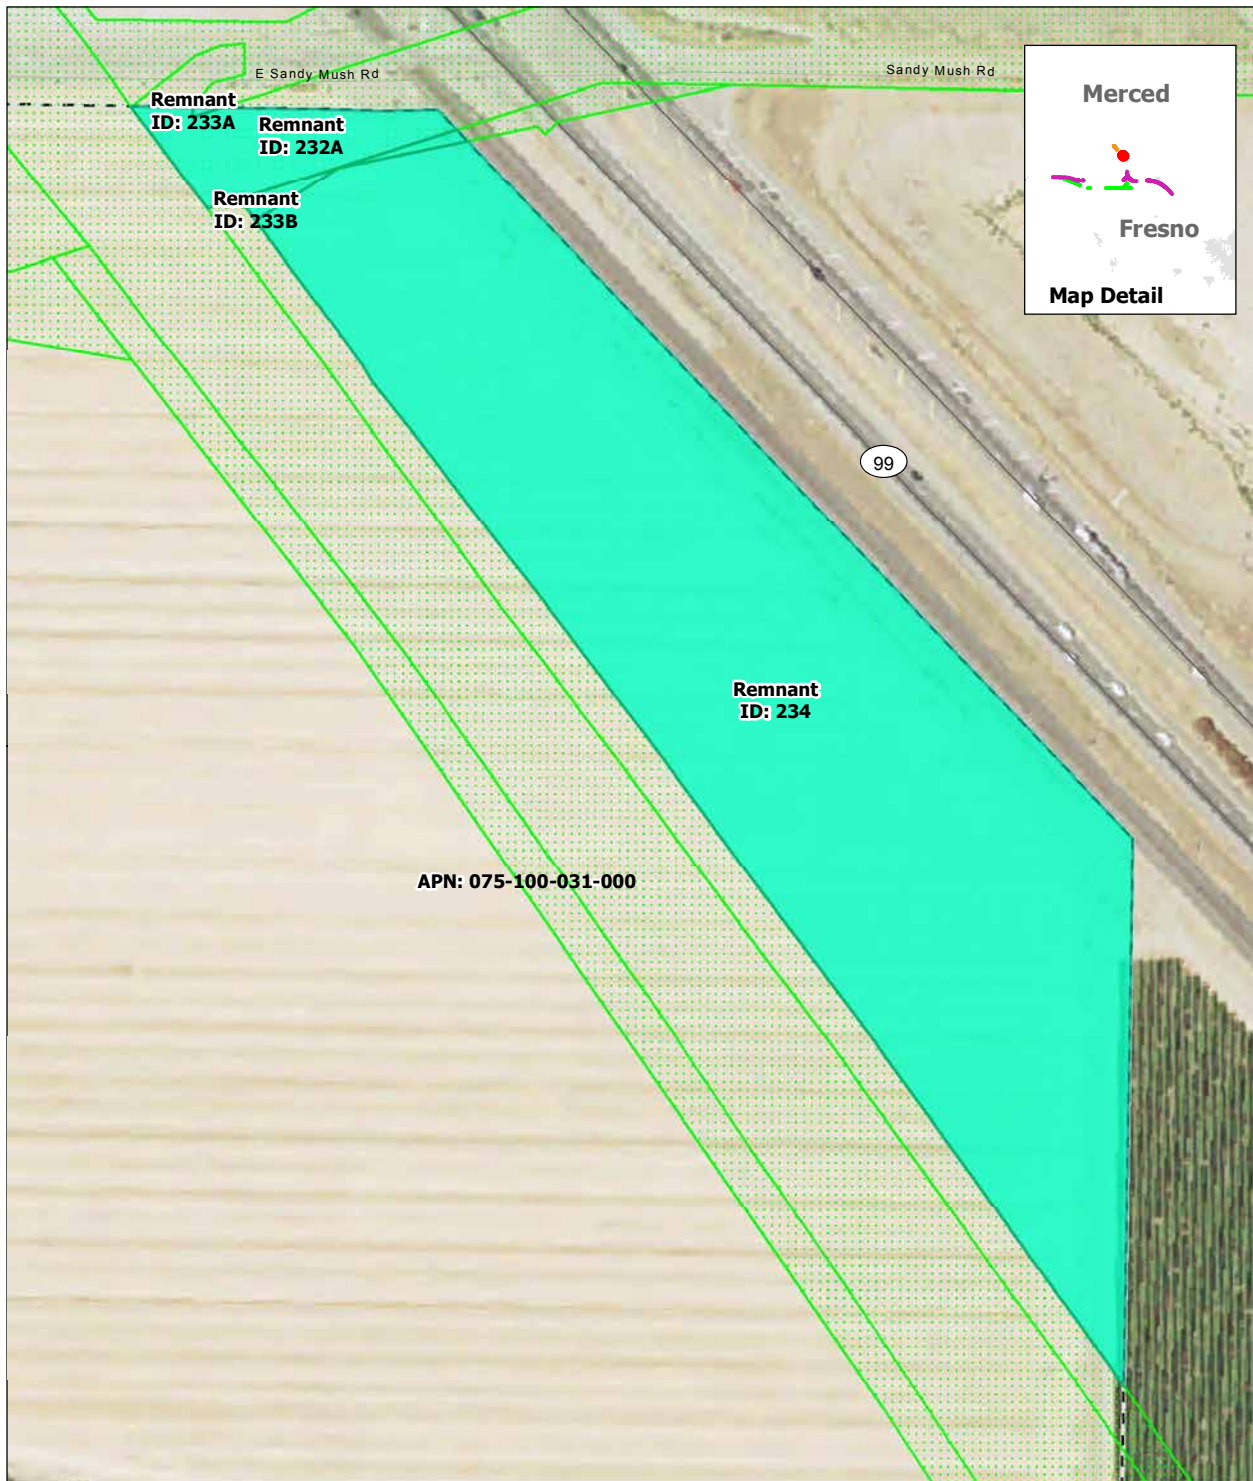 E Sandy Mush Rd
Sandy Mush Rd
Remnant
ID: 233A
Remnant
ID: 232A
Remnant
ID: 233B
Merced
Fresno
Map Detail
99
Remnant
ID: 234
APN: 075-100-031-000